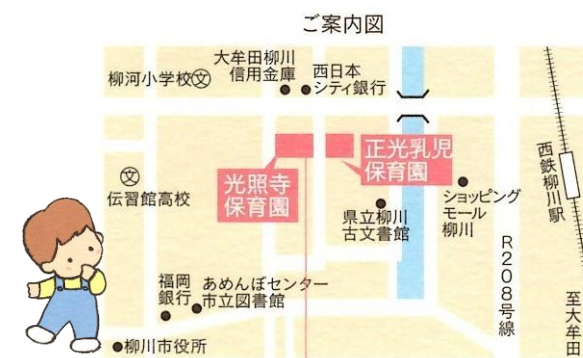 ご案内図
大牟田柳川
信用金庫
西日本
シティ銀行
柳河小学校文
文
伝習館高校
光照寺
保育園
正光乳児
保育園
県立柳川
古文書館
ショッピング
モール
柳川
西鉄柳川駅
R208号線
至大牟田
福岡
銀行
あめんぼセンター
市立図書館
柳川市役所